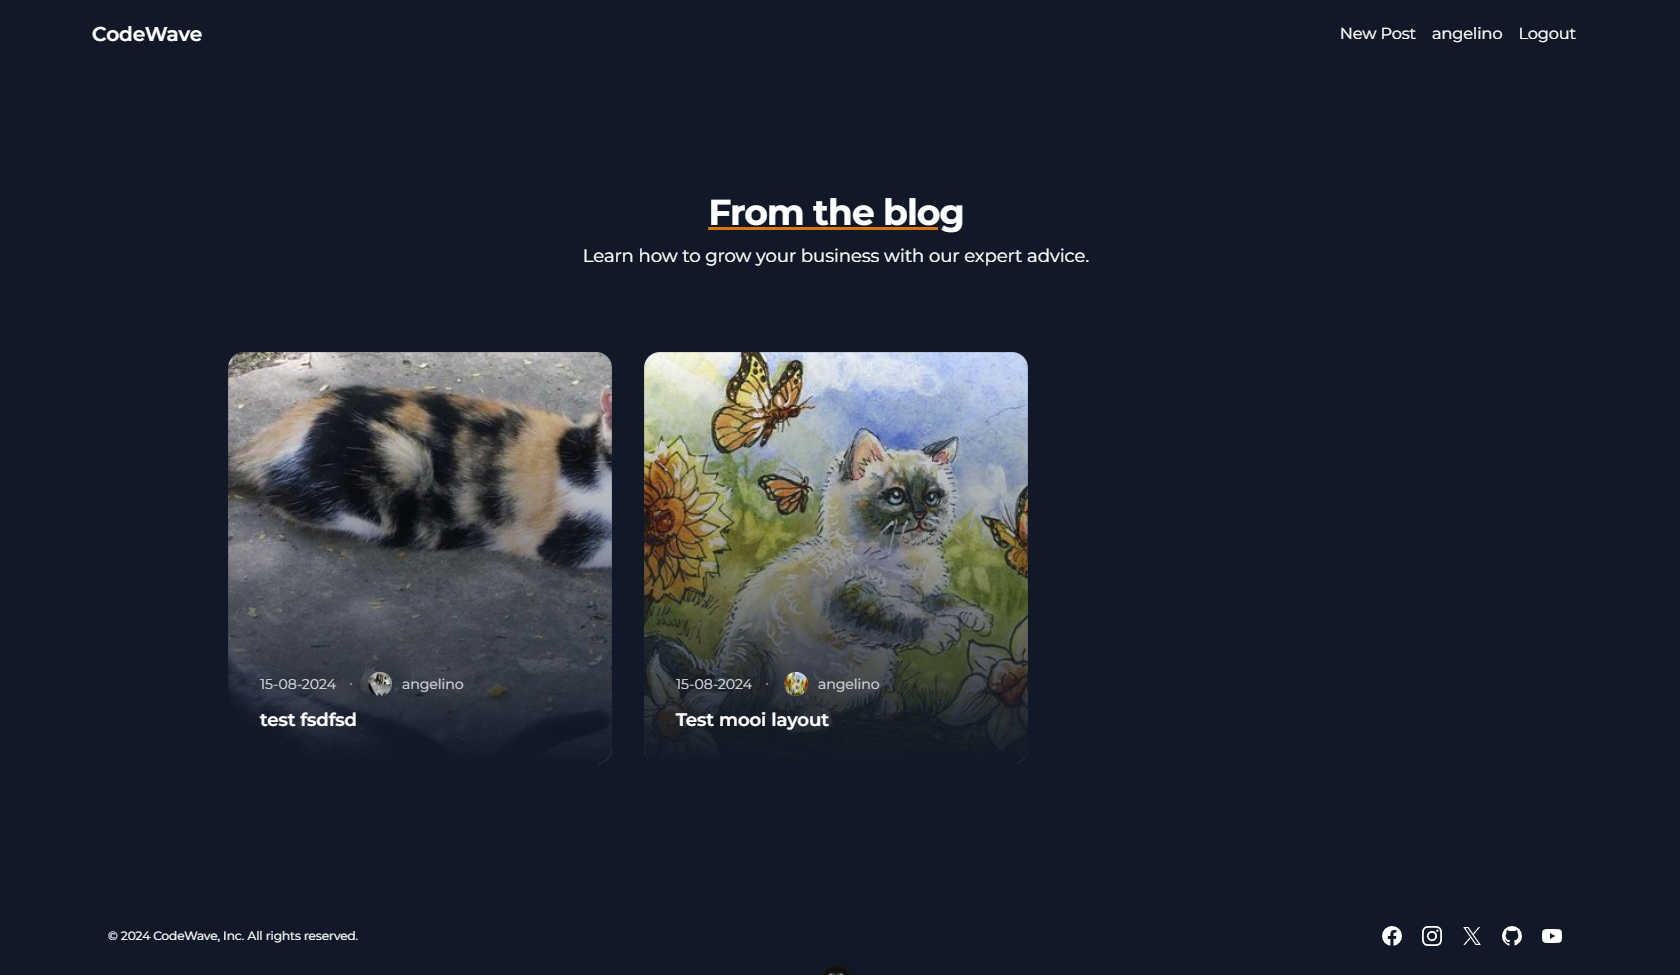 CodeWave
New Post angelino Logout
From the blog
Learn how to grow your business with our expert advice.
15-08-2024 · angelino
test fsdfsd
15-08-2024 · angelino
Test mooi layout
© 2024 CodeWave, Inc. All rights reserved.